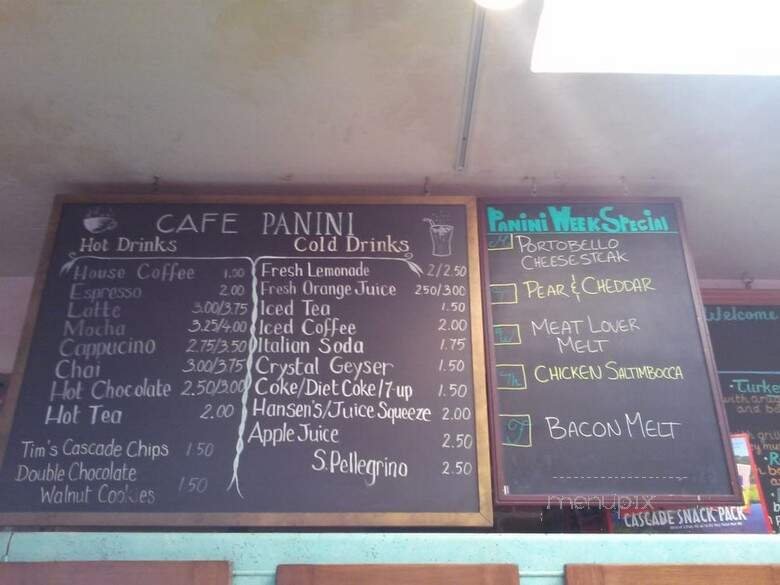 CAFE PANINI
Hot Drinks
House Coffee 1.50
Espresso 2.00
Latte 3.00/3.75
Mocha 3.25/4.00
Cappucino 2.75/3.50
Chai 3.00/3.75
Hot Chocolate 2.50/3.00
Hot Tea 2.00
Tim's Cascade Chips 1.50
Double Chocolate
Walnut Cookies 1.50
Cold Drinks
Fresh Lemonade 2/2.50
Fresh Orange Juice 250/300
Iced Tea 1.50
Iced Coffee 2.00
Italian Soda 1.75
Crystal Geyser 1.50
Coke/Diet Coke/7-up 1.50
Hansen's/Juice Squeeze 2.00
Apple Juice 2.50
S.Pellegrino 2.50
PANINI WEEK SPECIAL
M PORTOBELLO
CHEESESTEAK
T PEAR & CHEDDAR
W MEAT LOVER
MELT
Th CHICKEN SALTIMBOCCA
F BACON MELT
menupix
Welcome
Turke
with
and
CASCADE SNACK PACK